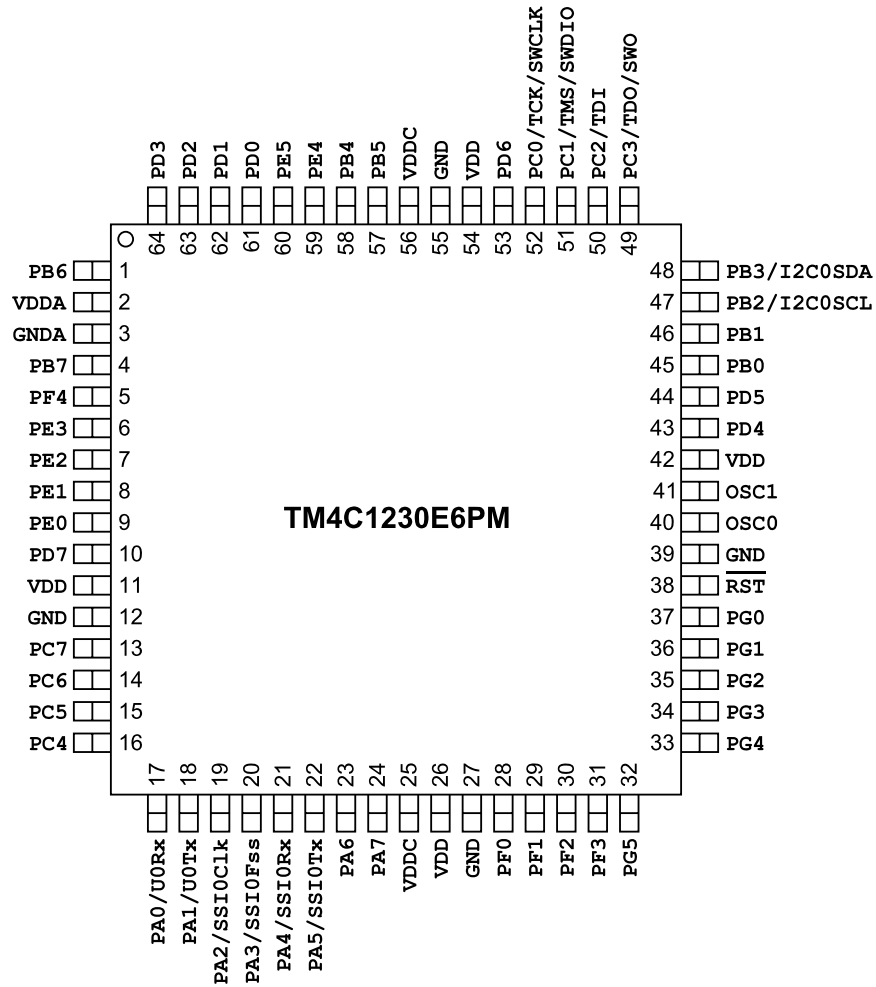 PD3
PD2
PD1
PD0
PE5
PE4
PB4
PB5
VDDC
GND
VDD
PD6
PC0/TCK/SWCLK
PC1/TMS/SWDIO
PC2/TDI
PC3/TDO/SWO
64
63
62
61
60
59
58
57
56
55
54
53
52
51
50
49
PB6 1
VDDA 2
GNDA 3
PB7 4
PF4 5
PE3 6
PE2 7
PE1 8
PE0 9
PD7 10
VDD 11
GND 12
PC7 13
PC6 14
PC5 15
PC4 16
TM4C1230E6PM
48 PB3/I2C0SDA
47 PB2/I2C0SCL
46 PB1
45 PB0
44 PD5
43 PD4
42 VDD
41 OSC1
40 OSC0
39 GND
38 RST
37 PG0
36 PG1
35 PG2
34 PG3
33 PG4
17
18
19
20
21
22
23
24
25
26
27
28
29
30
31
32
PA0/U0Rx
PA1/U0Tx
PA2/SSI0Clk
PA3/SSI0Fss
PA4/SSI0Rx
PA5/SSI0Tx
PA6
PA7
VDDC
VDD
GND
PF0
PF1
PF2
PF3
PG5